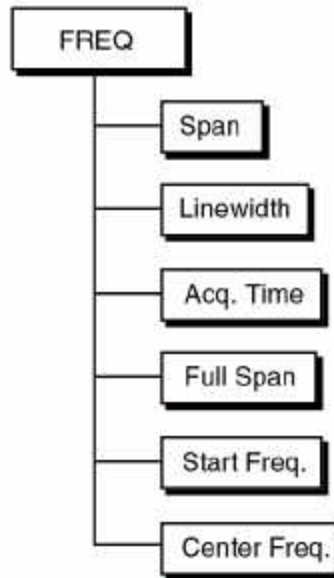 FREQ
Span
Linewidth
Acq. Time
Full Span
Start Freq.
Center Freq.